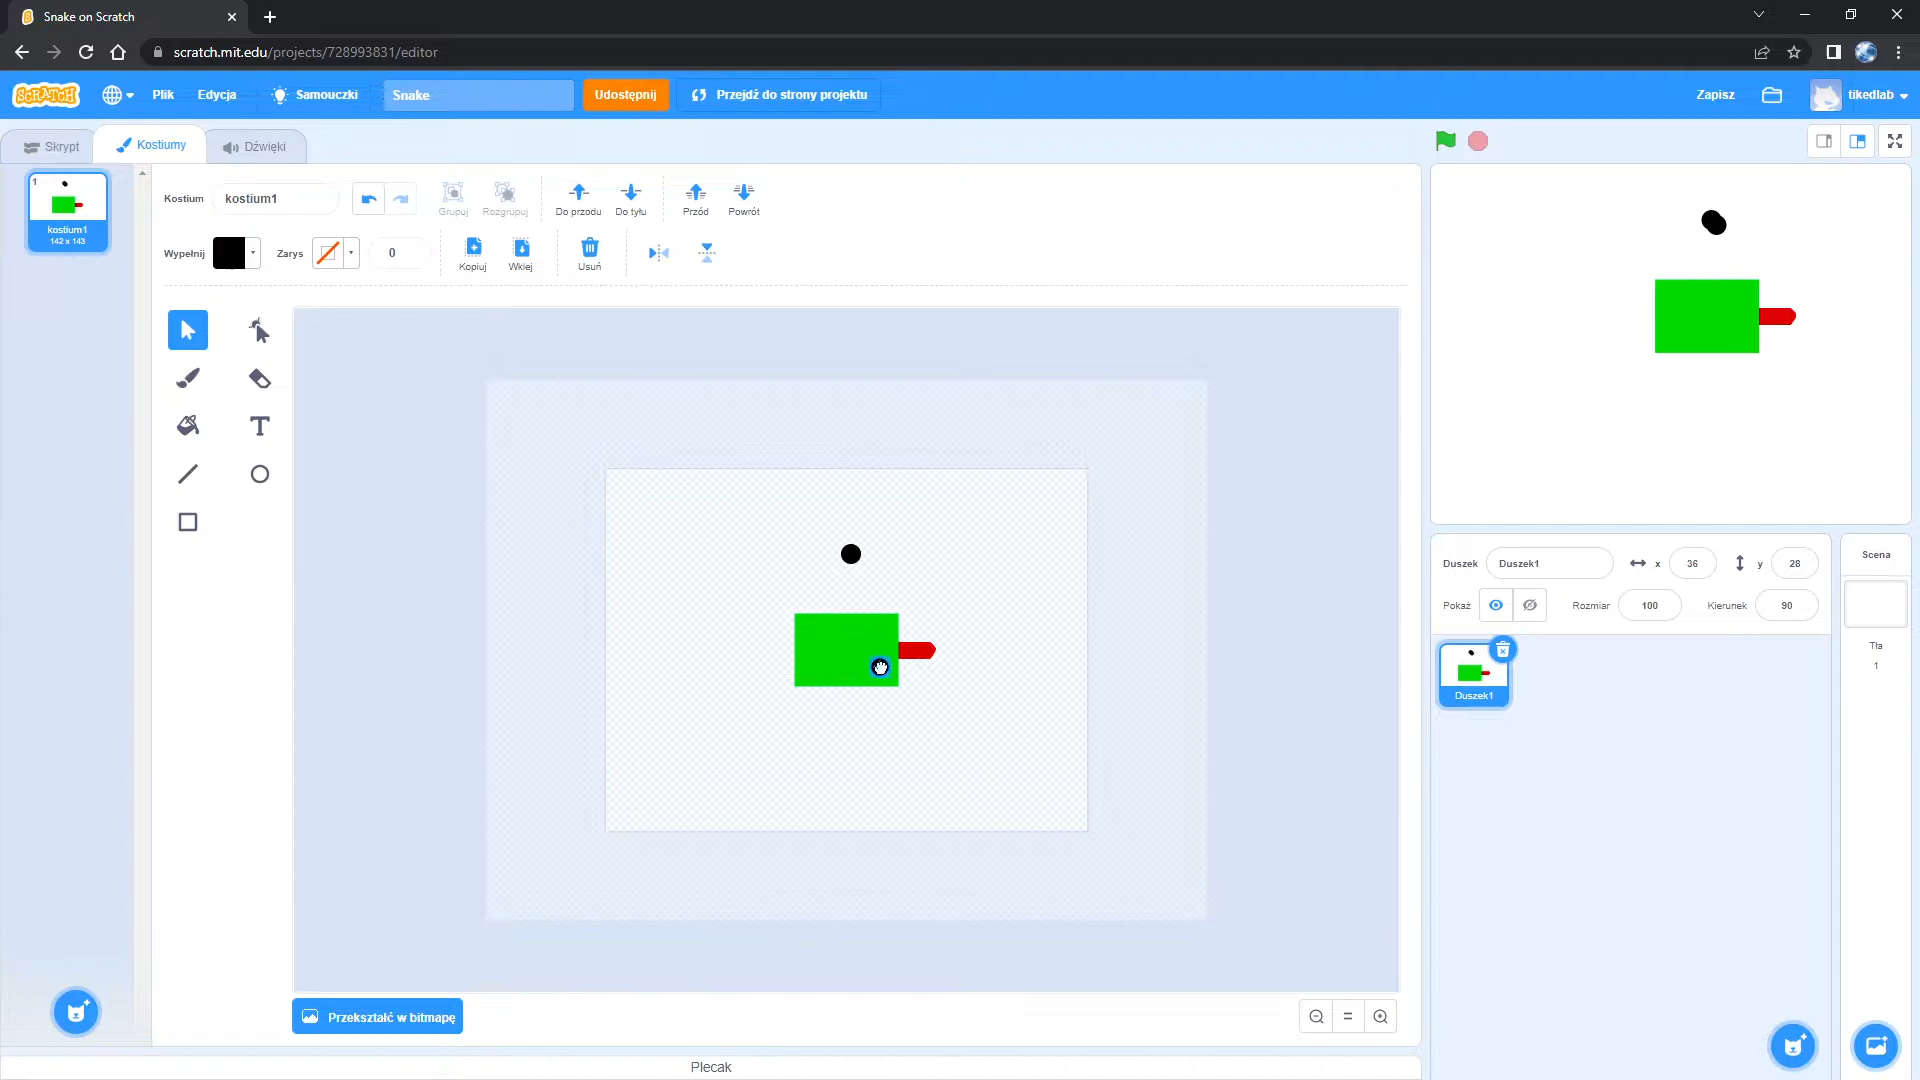 Snake on Scratch
scratch.mit.edu/projects/728993831/editor
SCRATCH
Plik
Edycja
Samouczki
Snake
Udostępnij
Przejdź do strony projektu
Zapisz
tikedlab
Skrypt
Kostiumy
Dźwięki
1
kostium1
142 x 143
Kostium
kostium1
Grupuj
Rozgrupuj
Do przodu
Do tyłu
Przód
Powrót
Wypełnij
Zarys
0
Kopiuj
Wklej
Usuń
T
Przekształć w bitmapę
Plecak
Duszek
Duszek1
x
36
y
28
Pokaż
Rozmiar
100
Kierunek
90
Duszek1
Scena
Tła
1